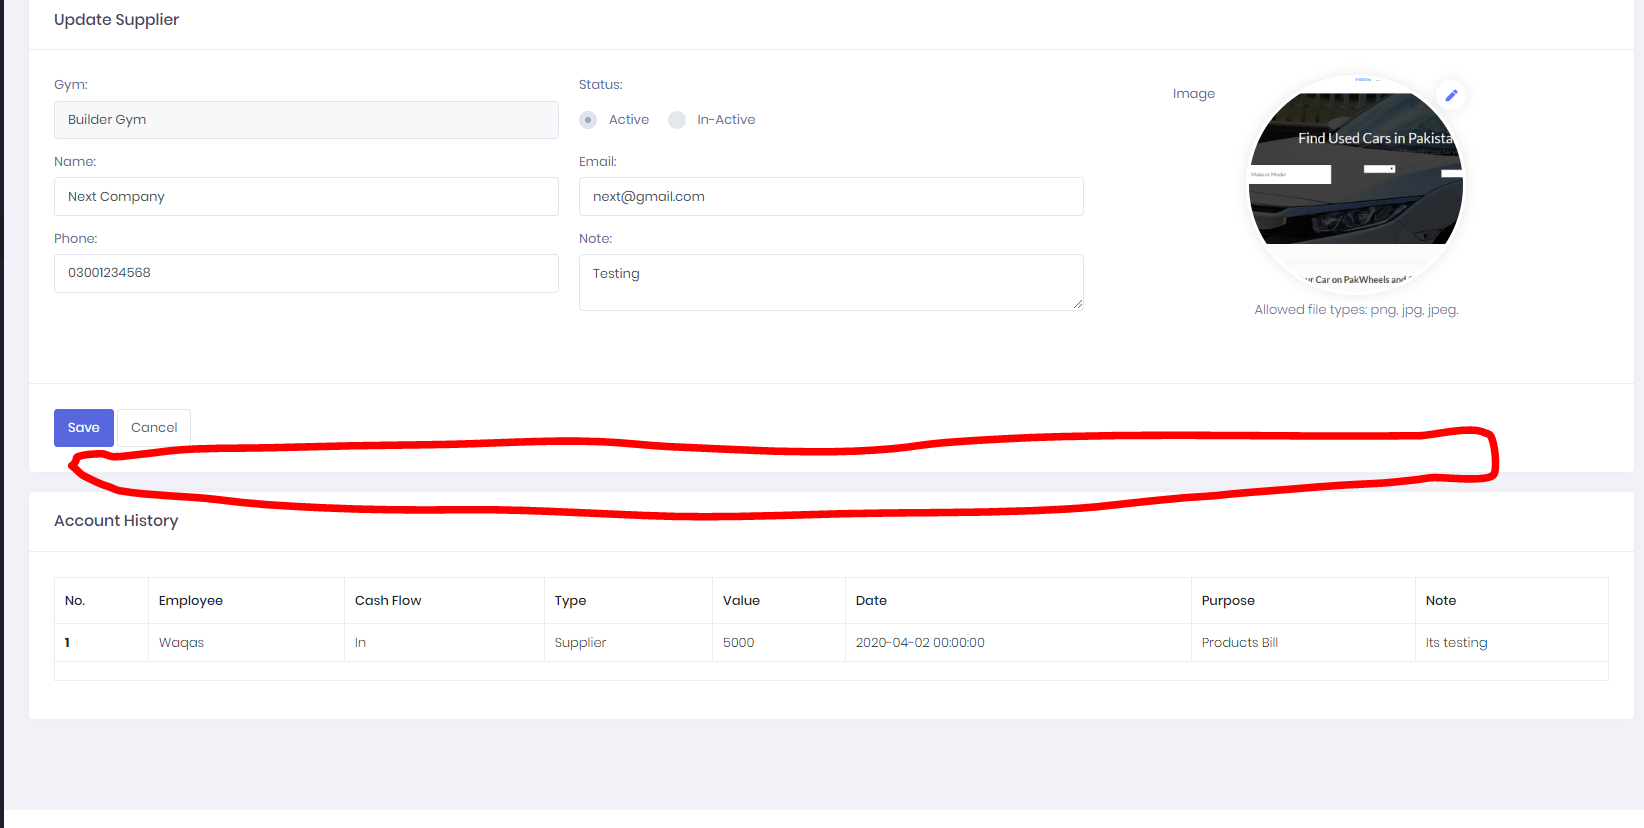 Update Supplier
Gym:
Status:
Image
Builder Gym
Active
In-Active
Find Used Cars in Pakista
Make or Model
Name:
Email:
Next Company
next@gmail.com
Phone:
Note:
03001234568
Testing
ur Car on PakWheels and
Allowed file types: png, jpg, jpeg.
Save
Cancel
Account History
No.
Employee
Cash Flow
Type
Value
Date
Purpose
Note
1
Waqas
In
Supplier
5000
2020-04-02 00:00:00
Products Bill
Its testing